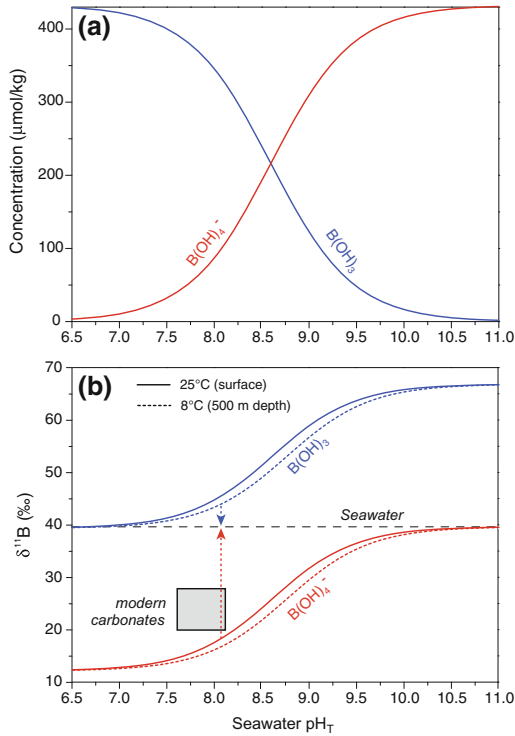 (a)
Concentration (μmol/kg)
400
300
200
100
0
B(OH)₄⁻
B(OH)₃
6.5 7.0 7.5 8.0 8.5 9.0 9.5 10.0 10.5 11.0
(b)
δ¹¹B (‰)
70
60
50
40
30
20
10
25°C (surface)
8°C (500 m depth)
B(OH)₃
Seawater
modern
carbonates
B(OH)₄⁻
6.5 7.0 7.5 8.0 8.5 9.0 9.5 10.0 10.5 11.0
Seawater pH_T